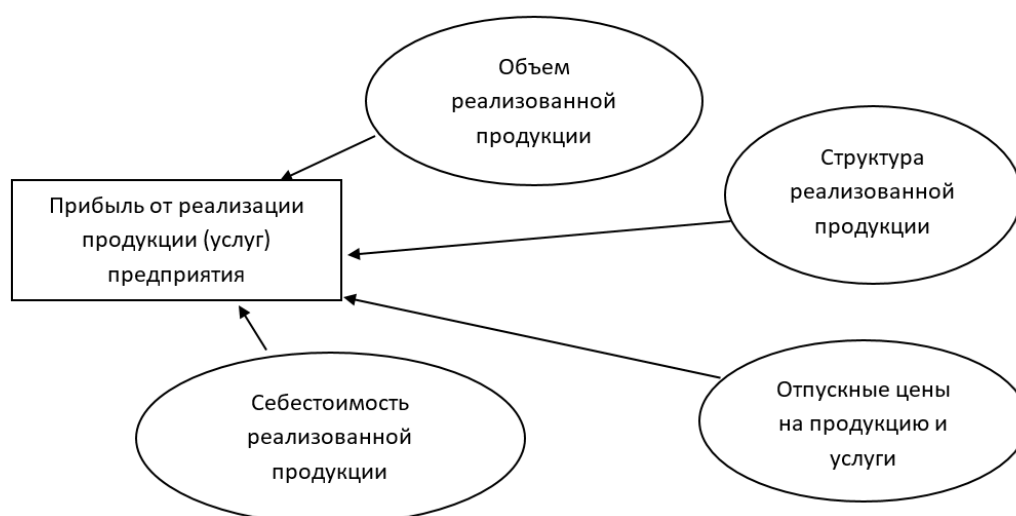 Объем
реализованной
продукции
Структура
реализованной
продукции
Прибыль от реализации
продукции (услуг)
предприятия
Себестоимость
реализованной
продукции
Отпускные цены
на продукцию и
услуги